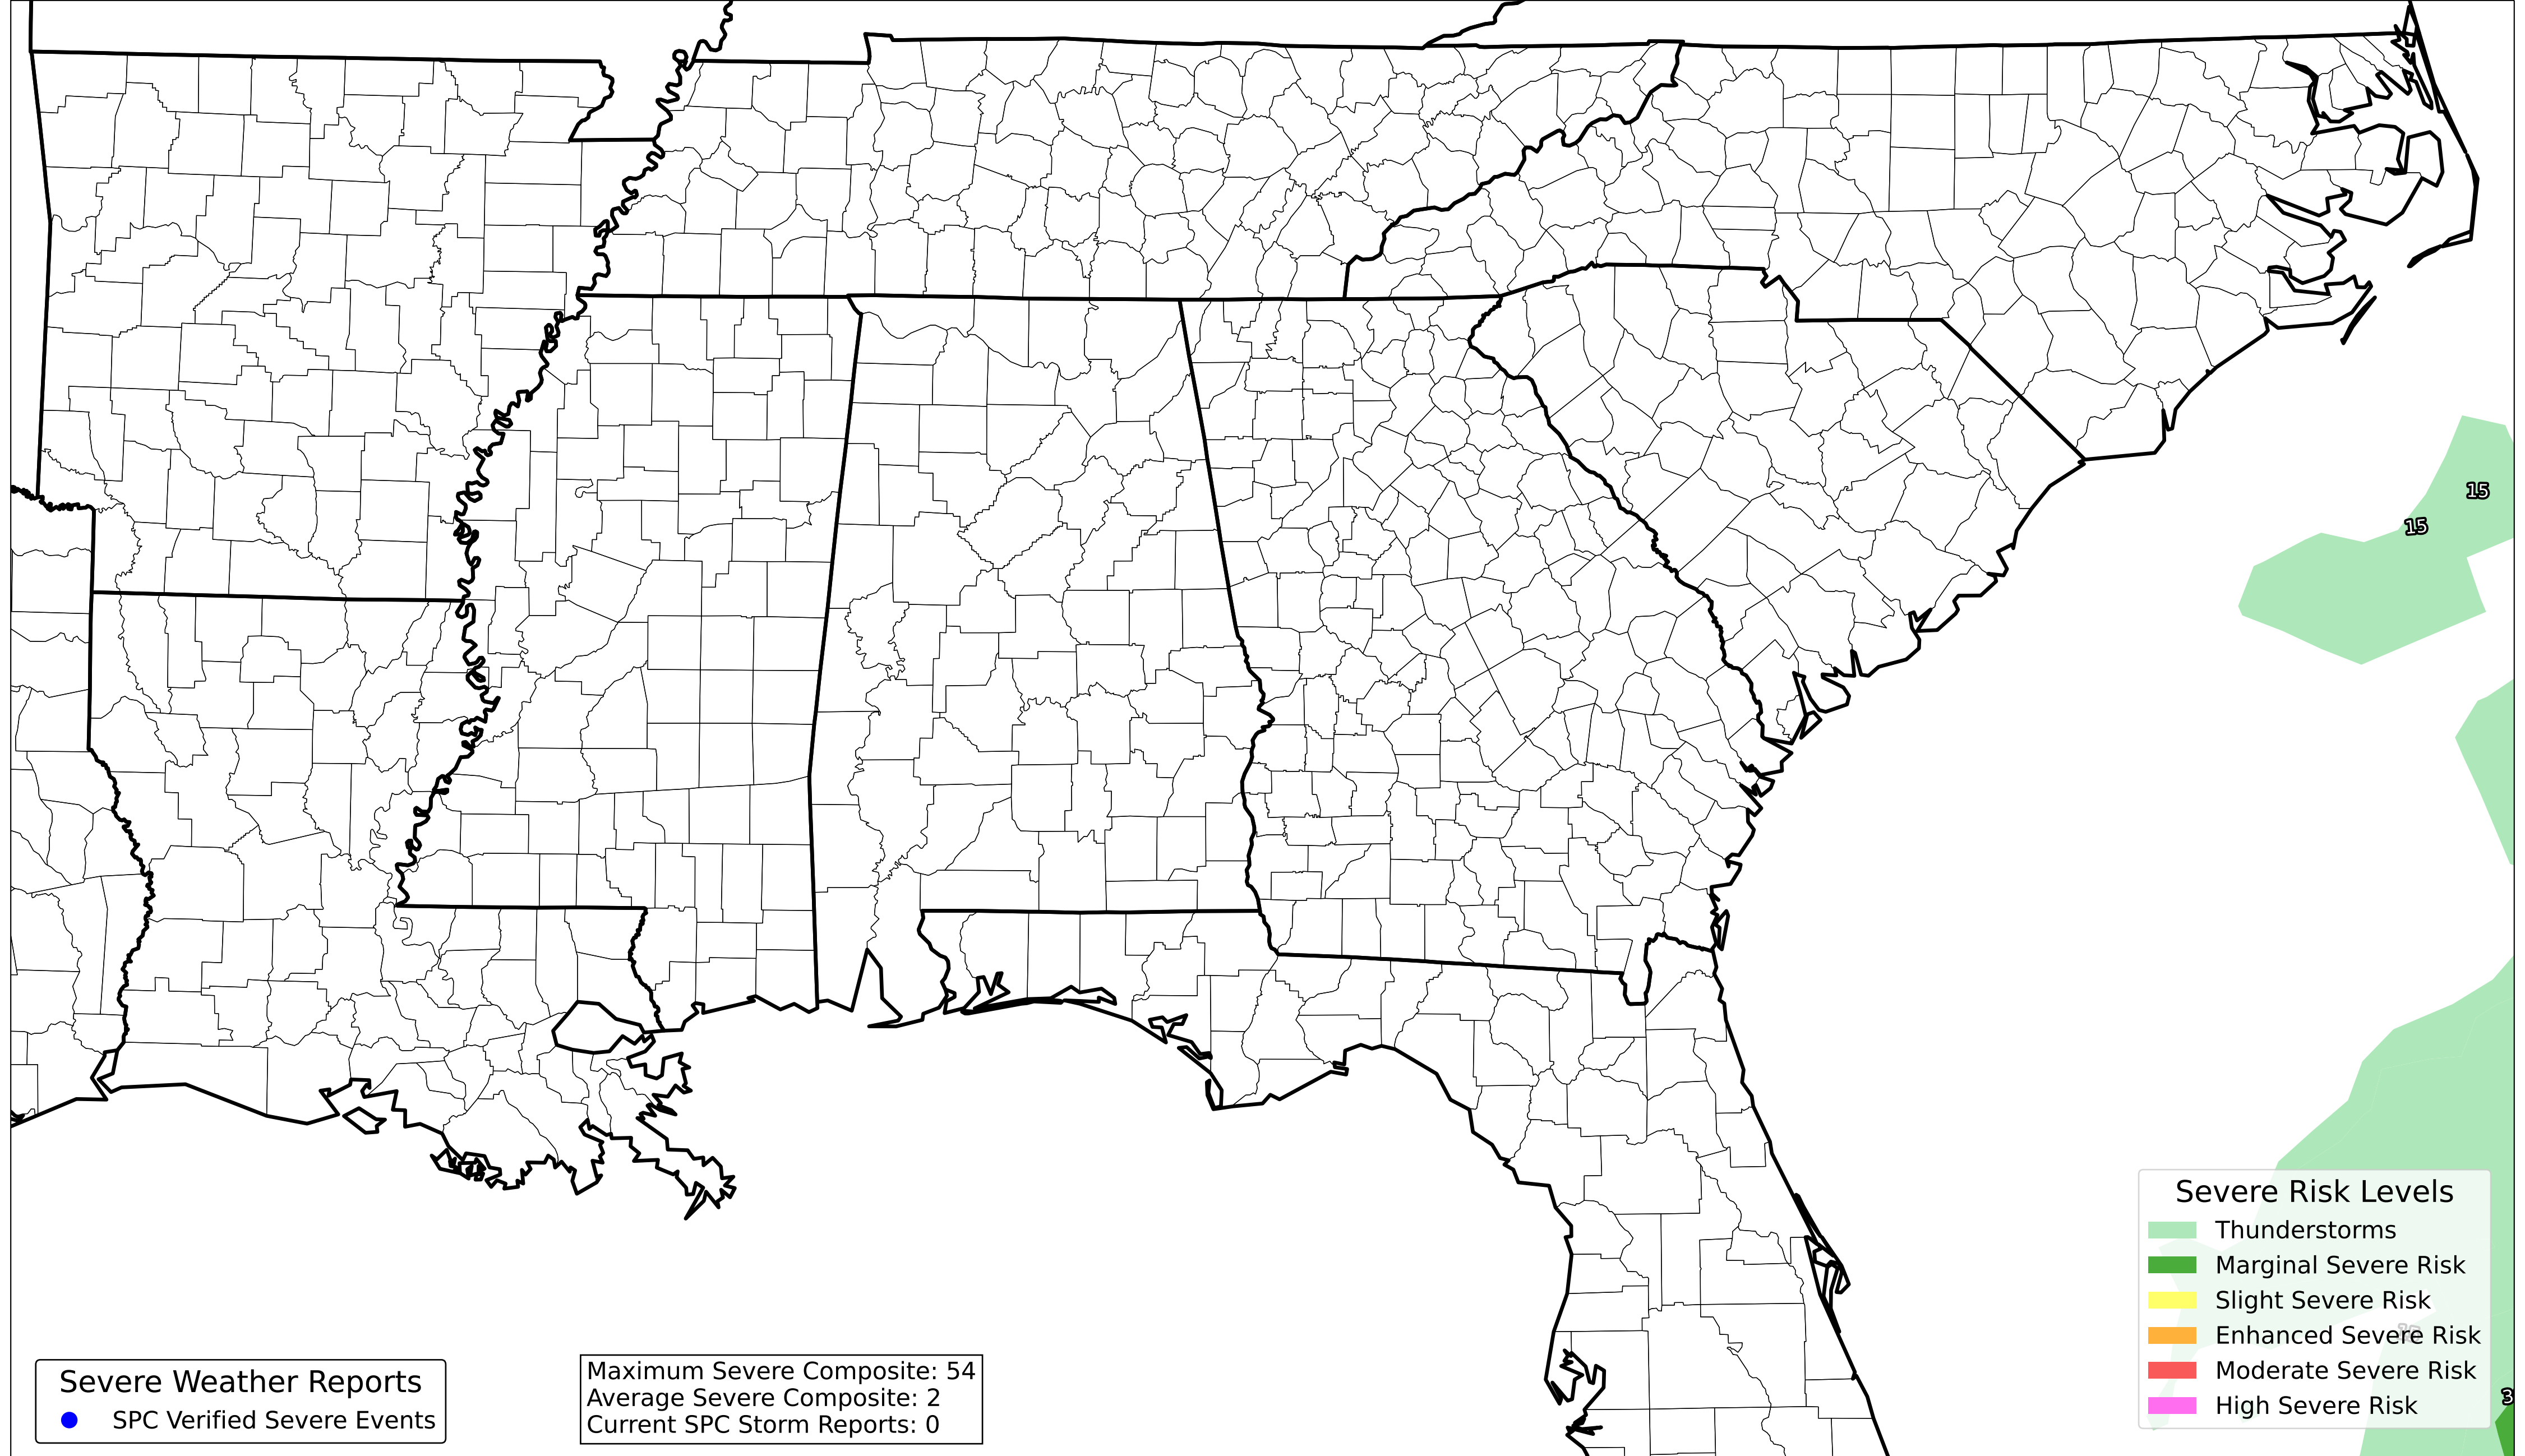 15
15
Severe Risk Levels
Thunderstorms
Marginal Severe Risk
Slight Severe Risk
Enhanced Severe Risk
Moderate Severe Risk
High Severe Risk
3
Severe Weather Reports
SPC Verified Severe Events
Maximum Severe Composite: 54
Average Severe Composite: 2
Current SPC Storm Reports: 0